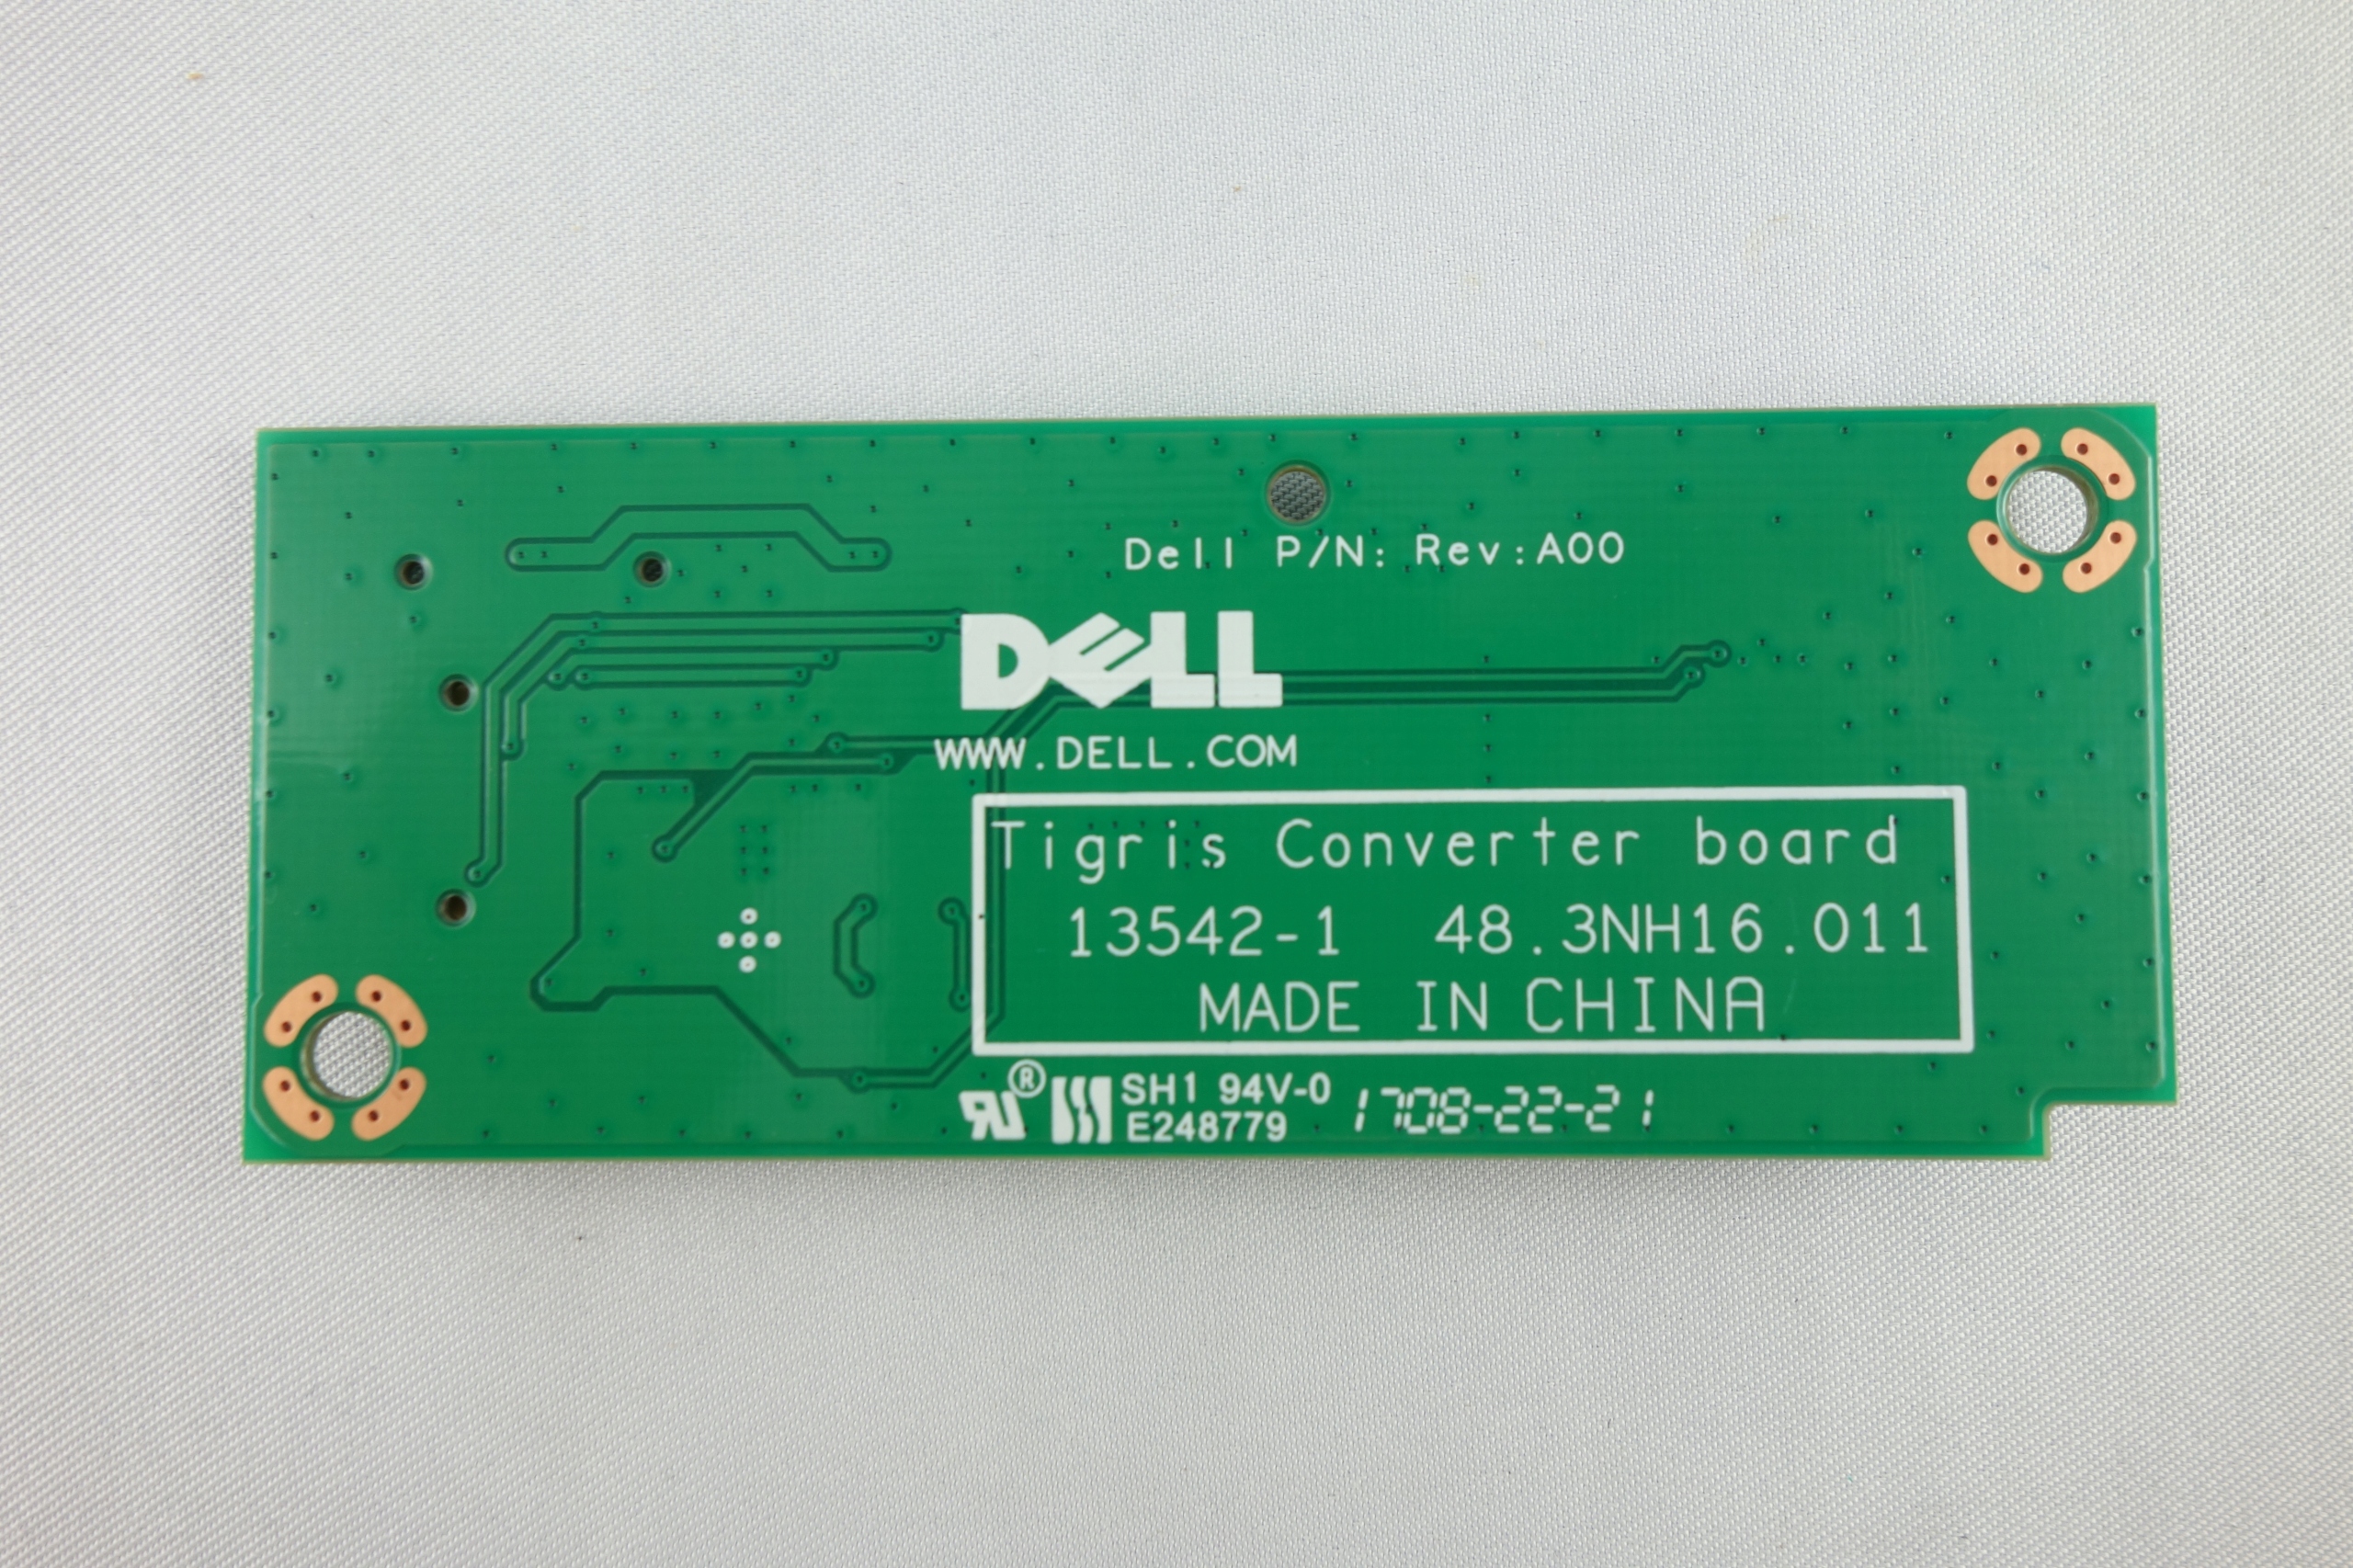 Dell P/N: Rev:A00
DELL
WWW.DELL.COM
Tigris Converter board
13542-1 48.3NH16.011
MADE IN CHINA
RU® SH1 94V-0
E248779 1708-22-21